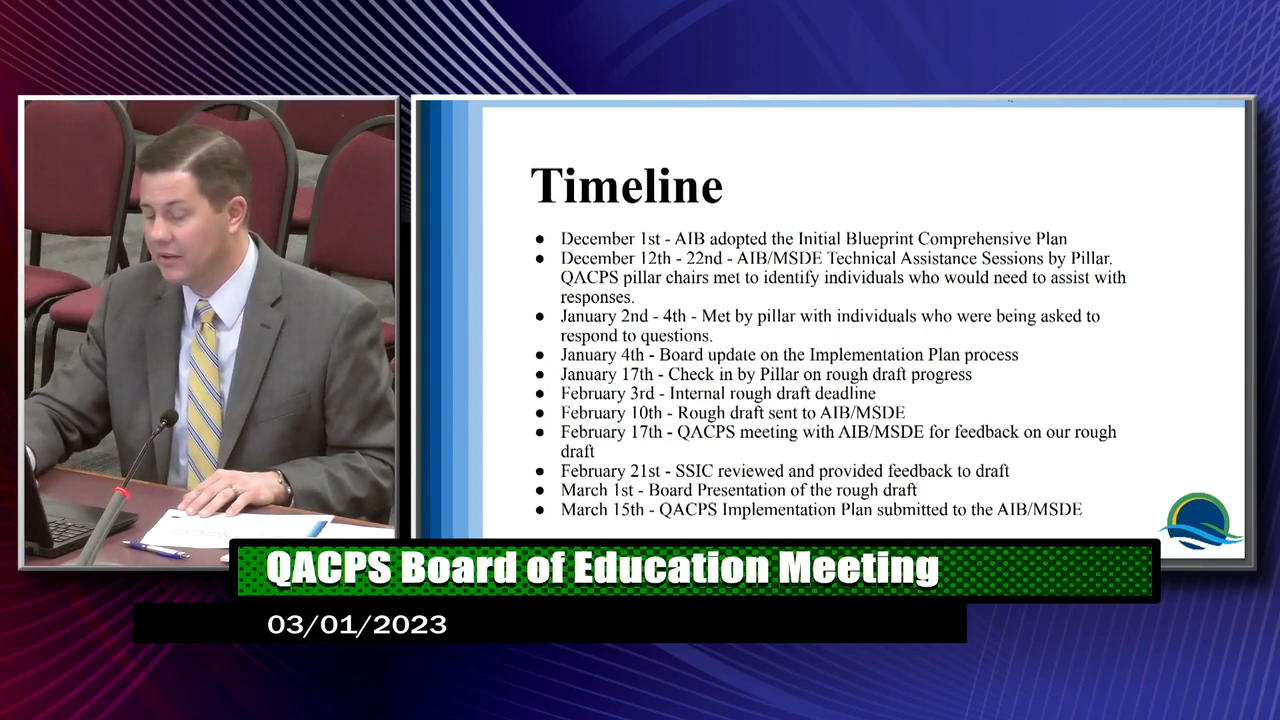 Timeline
● December 1st - AIB adopted the Initial Blueprint Comprehensive Plan
● December 12th - 22nd - AIB/MSDE Technical Assistance Sessions by Pillar.
QACPS pillar chairs met to identify individuals who would need to assist with
responses.
● January 2nd - 4th - Met by pillar with individuals who were being asked to
respond to questions.
● January 4th - Board update on the Implementation Plan process
● January 17th - Check in by Pillar on rough draft progress
● February 3rd - Internal rough draft deadline
● February 10th - Rough draft sent to AIB/MSDE
● February 17th - QACPS meeting with AIB/MSDE for feedback on our rough
draft
● February 21st - SSIC reviewed and provided feedback to draft
● March 1st - Board Presentation of the rough draft
● March 15th - QACPS Implementation Plan submitted to the AIB/MSDE
QACPS Board of Education Meeting
03/01/2023